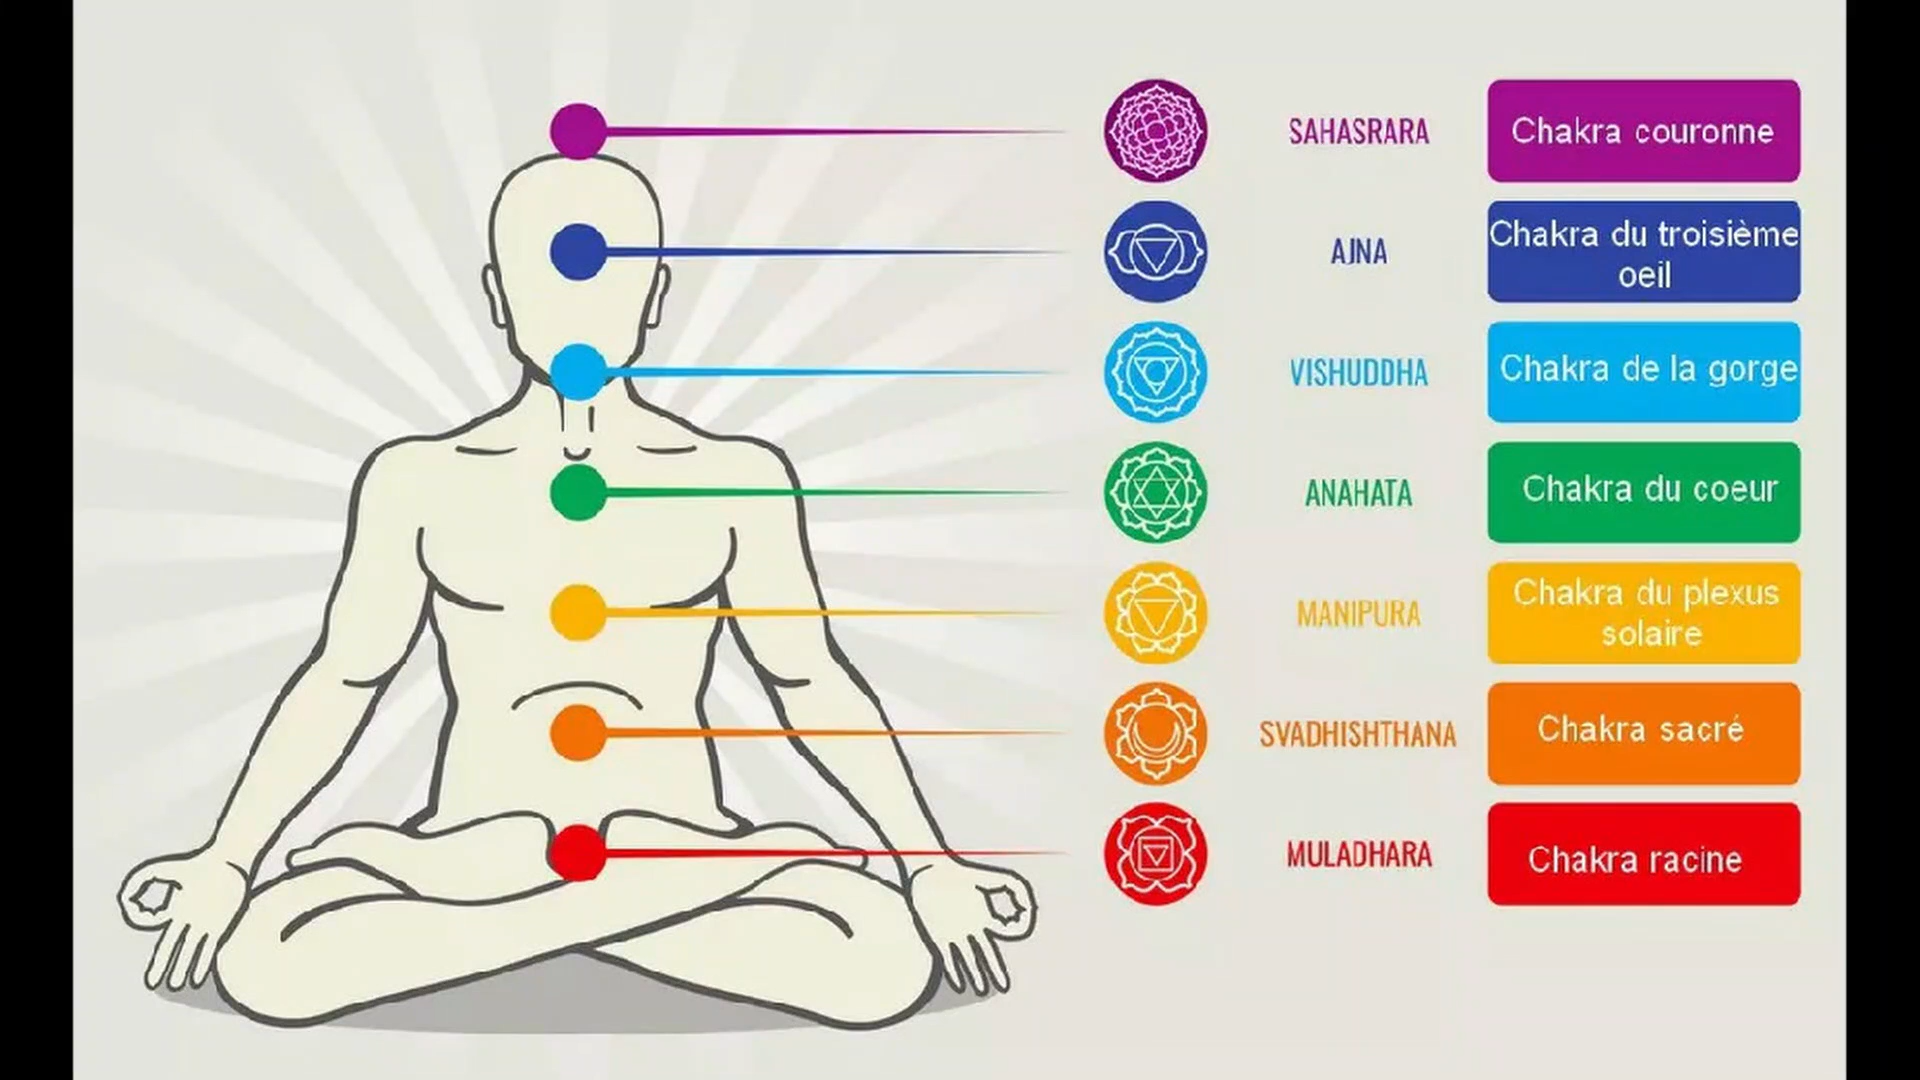 SAHASRARA
Chakra couronne
AJNA
Chakra du troisième
oeil
VISHUDDHA
Chakra de la gorge
ANAHATA
Chakra du coeur
MANIPURA
Chakra du plexus
solaire
SVADHISHTHANA
Chakra sacré
MULADHARA
Chakra racine